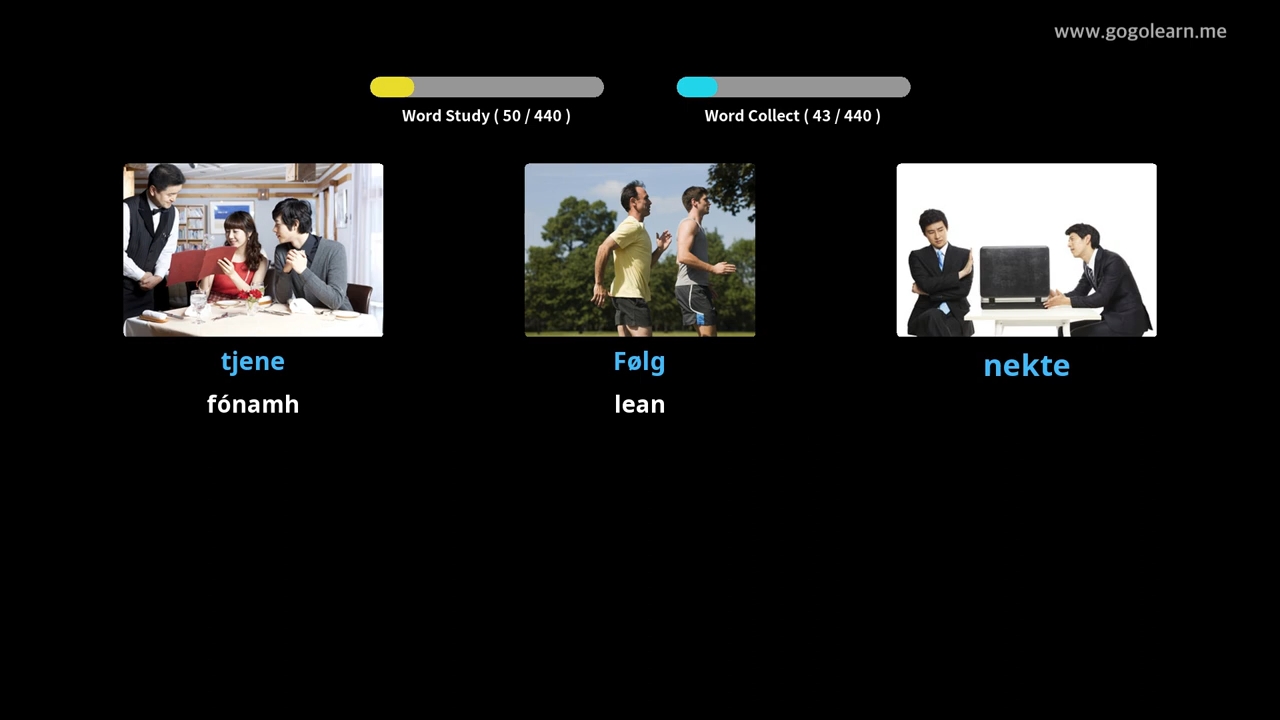 www.gogolearn.me
Word Study ( 50 / 440 )
Word Collect ( 43 / 440 )
tjene
Følg
nekte
fónamh
lean